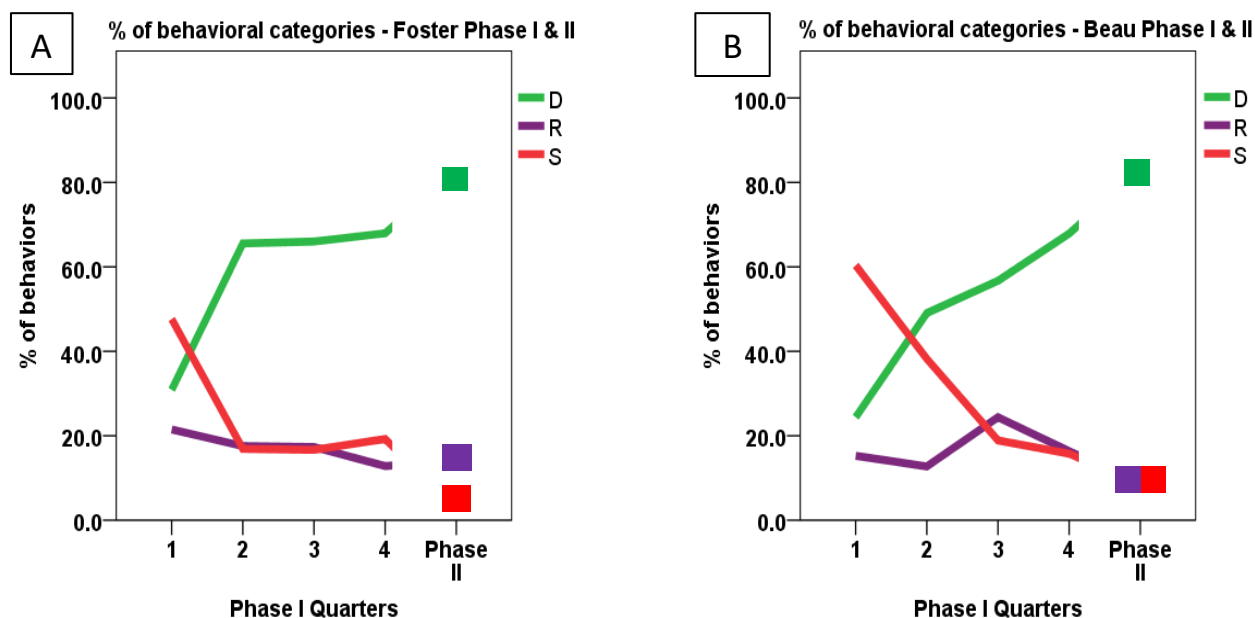 A
% of behavioral categories - Foster Phase I & II
% of behaviors
100.0
80.0
60.0
40.0
20.0
0.0
1 2 3 4 Phase
II
Phase I Quarters
D
R
S
B
% of behavioral categories - Beau Phase I & II
% of behaviors
100.0
80.0
60.0
40.0
20.0
0.0
1 2 3 4 Phase
II
Phase I Quarters
D
R
S